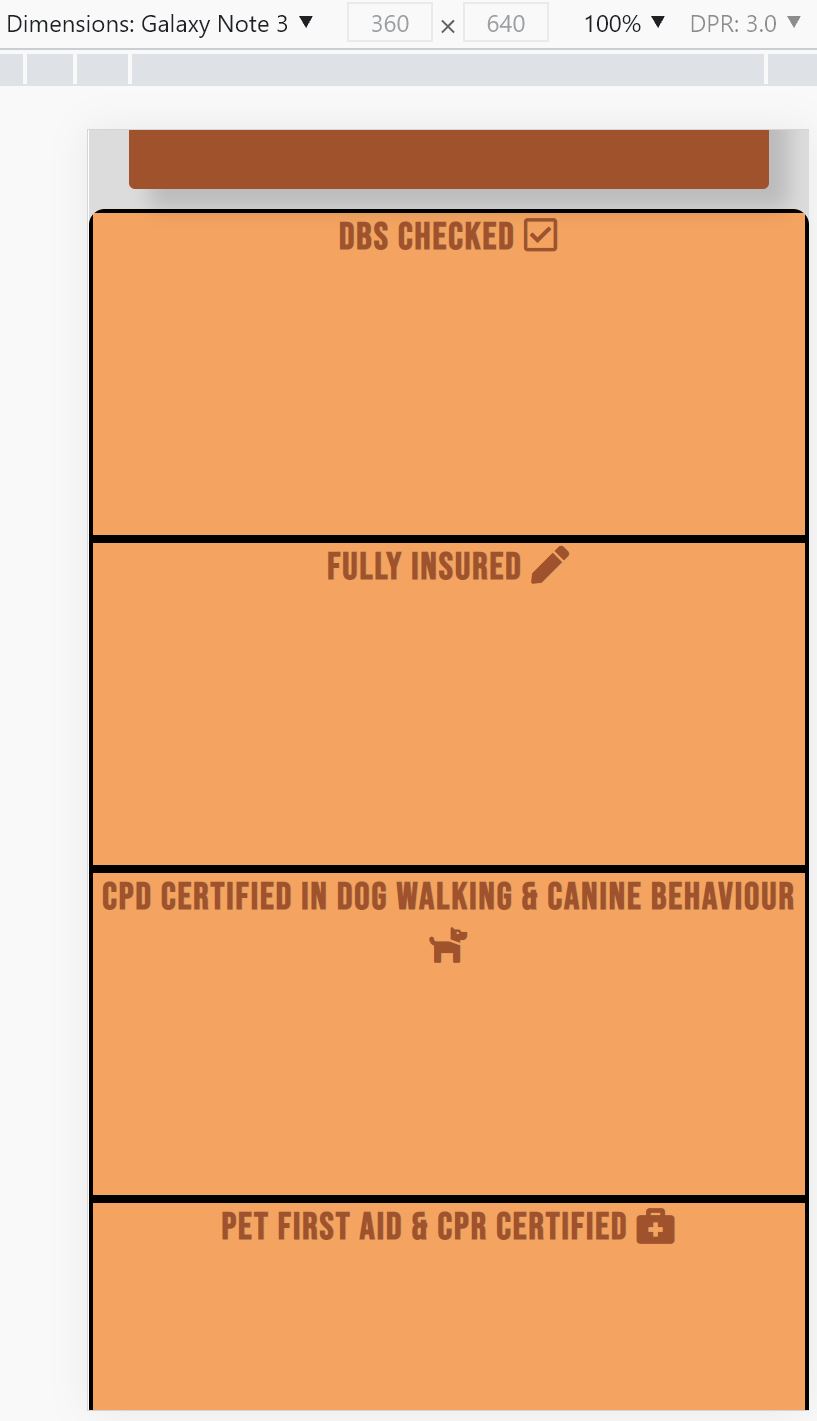 Dimensions: Galaxy Note 3 360 × 640 100% DPR: 3.0
DBS CHECKED
FULLY INSURED
CPD CERTIFIED IN DOG WALKING & CANINE BEHAVIOUR
PET FIRST AID & CPR CERTIFIED